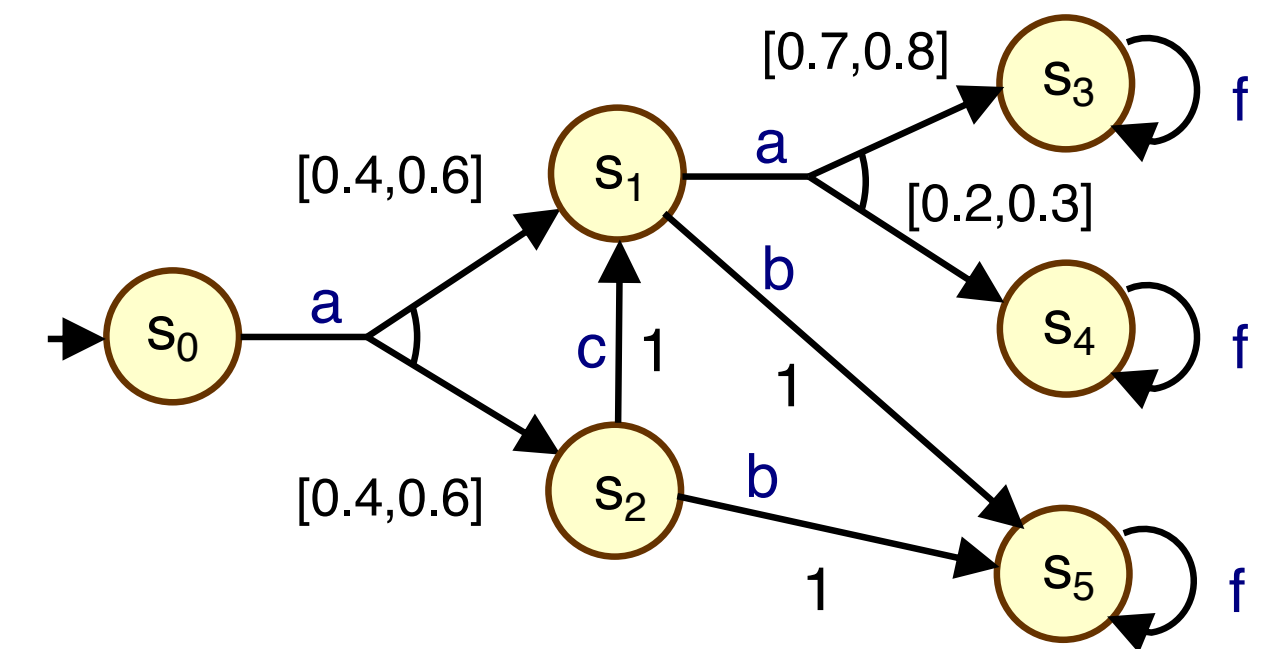 [0.7,0.8]
s3
f
a
[0.4,0.6]
s1
[0.2,0.3]
b
a
s0
c
1
s4
f
1
[0.4,0.6]
s2
b
1
s5
f